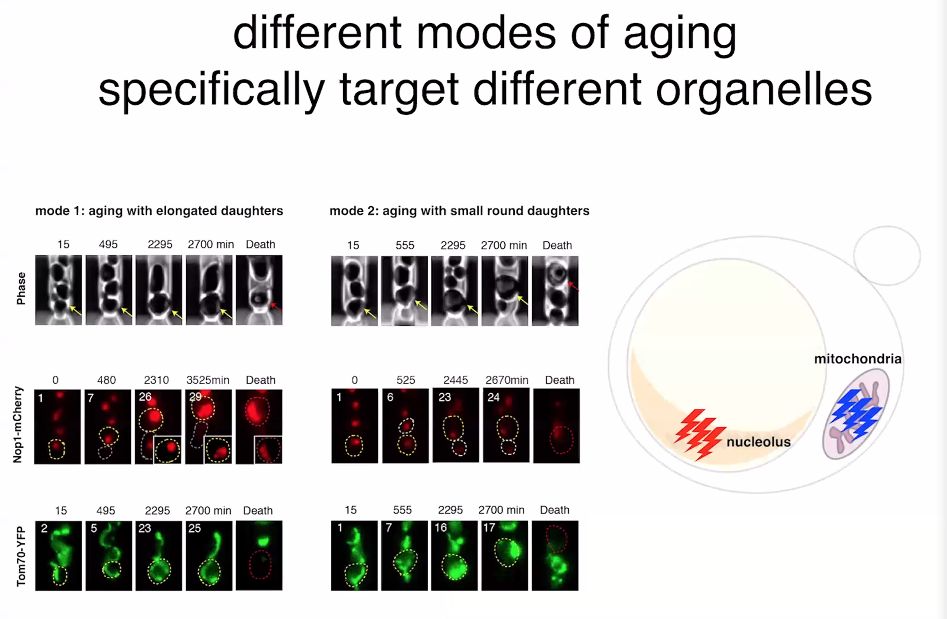 different modes of aging
specifically target different organelles
mode 1: aging with elongated daughters
15 495 2295 2700 min Death
Phase
0 480 2310 3525min Death
Nop1-mCherry
1 7 26 29
15 495 2295 2700 min Death
Tom70-YFP
2 5 23 25
mode 2: aging with small round daughters
15 555 2295 2700 min Death
0 525 2445 2670min Death
1 6 23 24
15 555 2295 2700 min Death
1 7 16 17
mitochondria
nucleolus